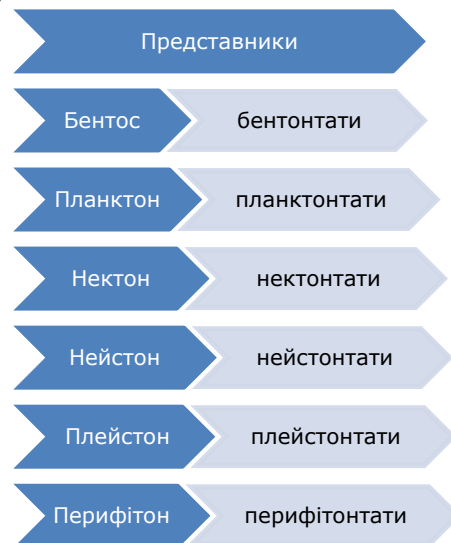 Представники
Бентос бентонтати
Планктон планктонтати
Нектон нектонтати
Нейстон нейстонтати
Плейстон плейстонтати
Перифітон перифітонтати